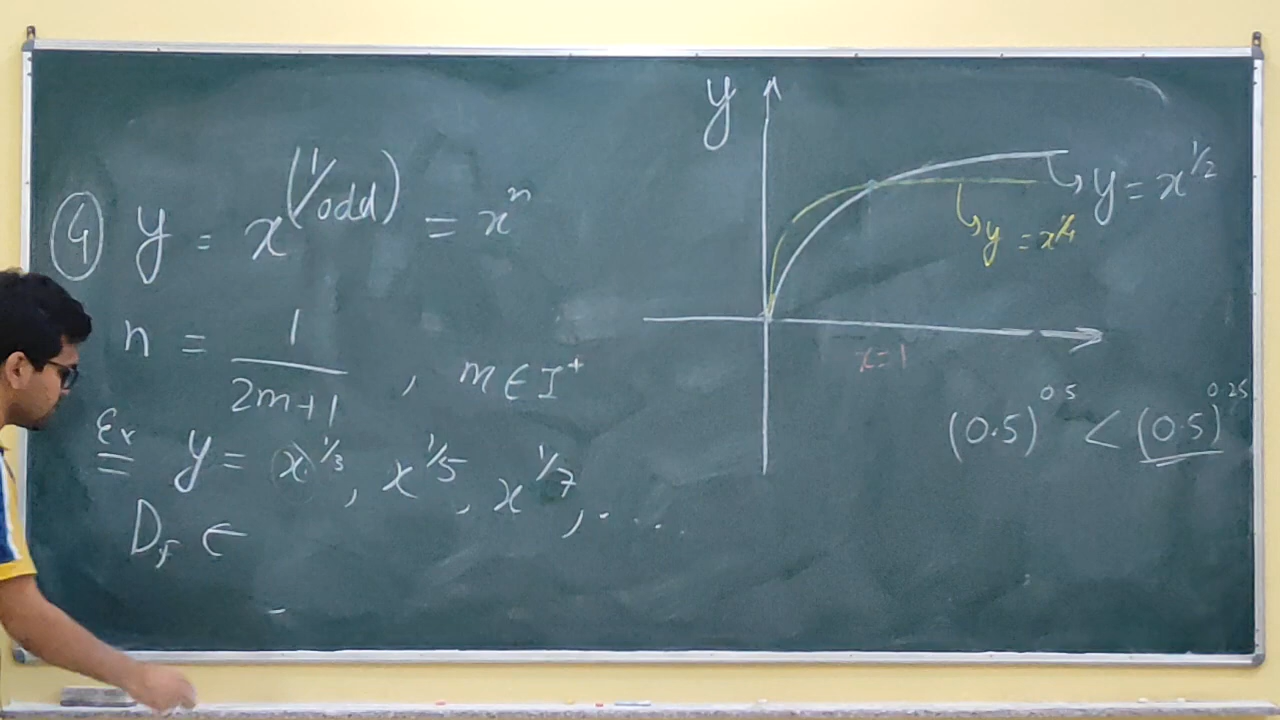 ④ y = x^(1/odd) = x^n
n = 1/(2m+1) , m ∈ I⁺
Ex y = x^1/3 , x^1/5 , x^1/7 , . . . .
D_f ∈
y
y = x^1/2
y = x^1/4
x=1
(0.5)^0.5 < (0.5)^0.25